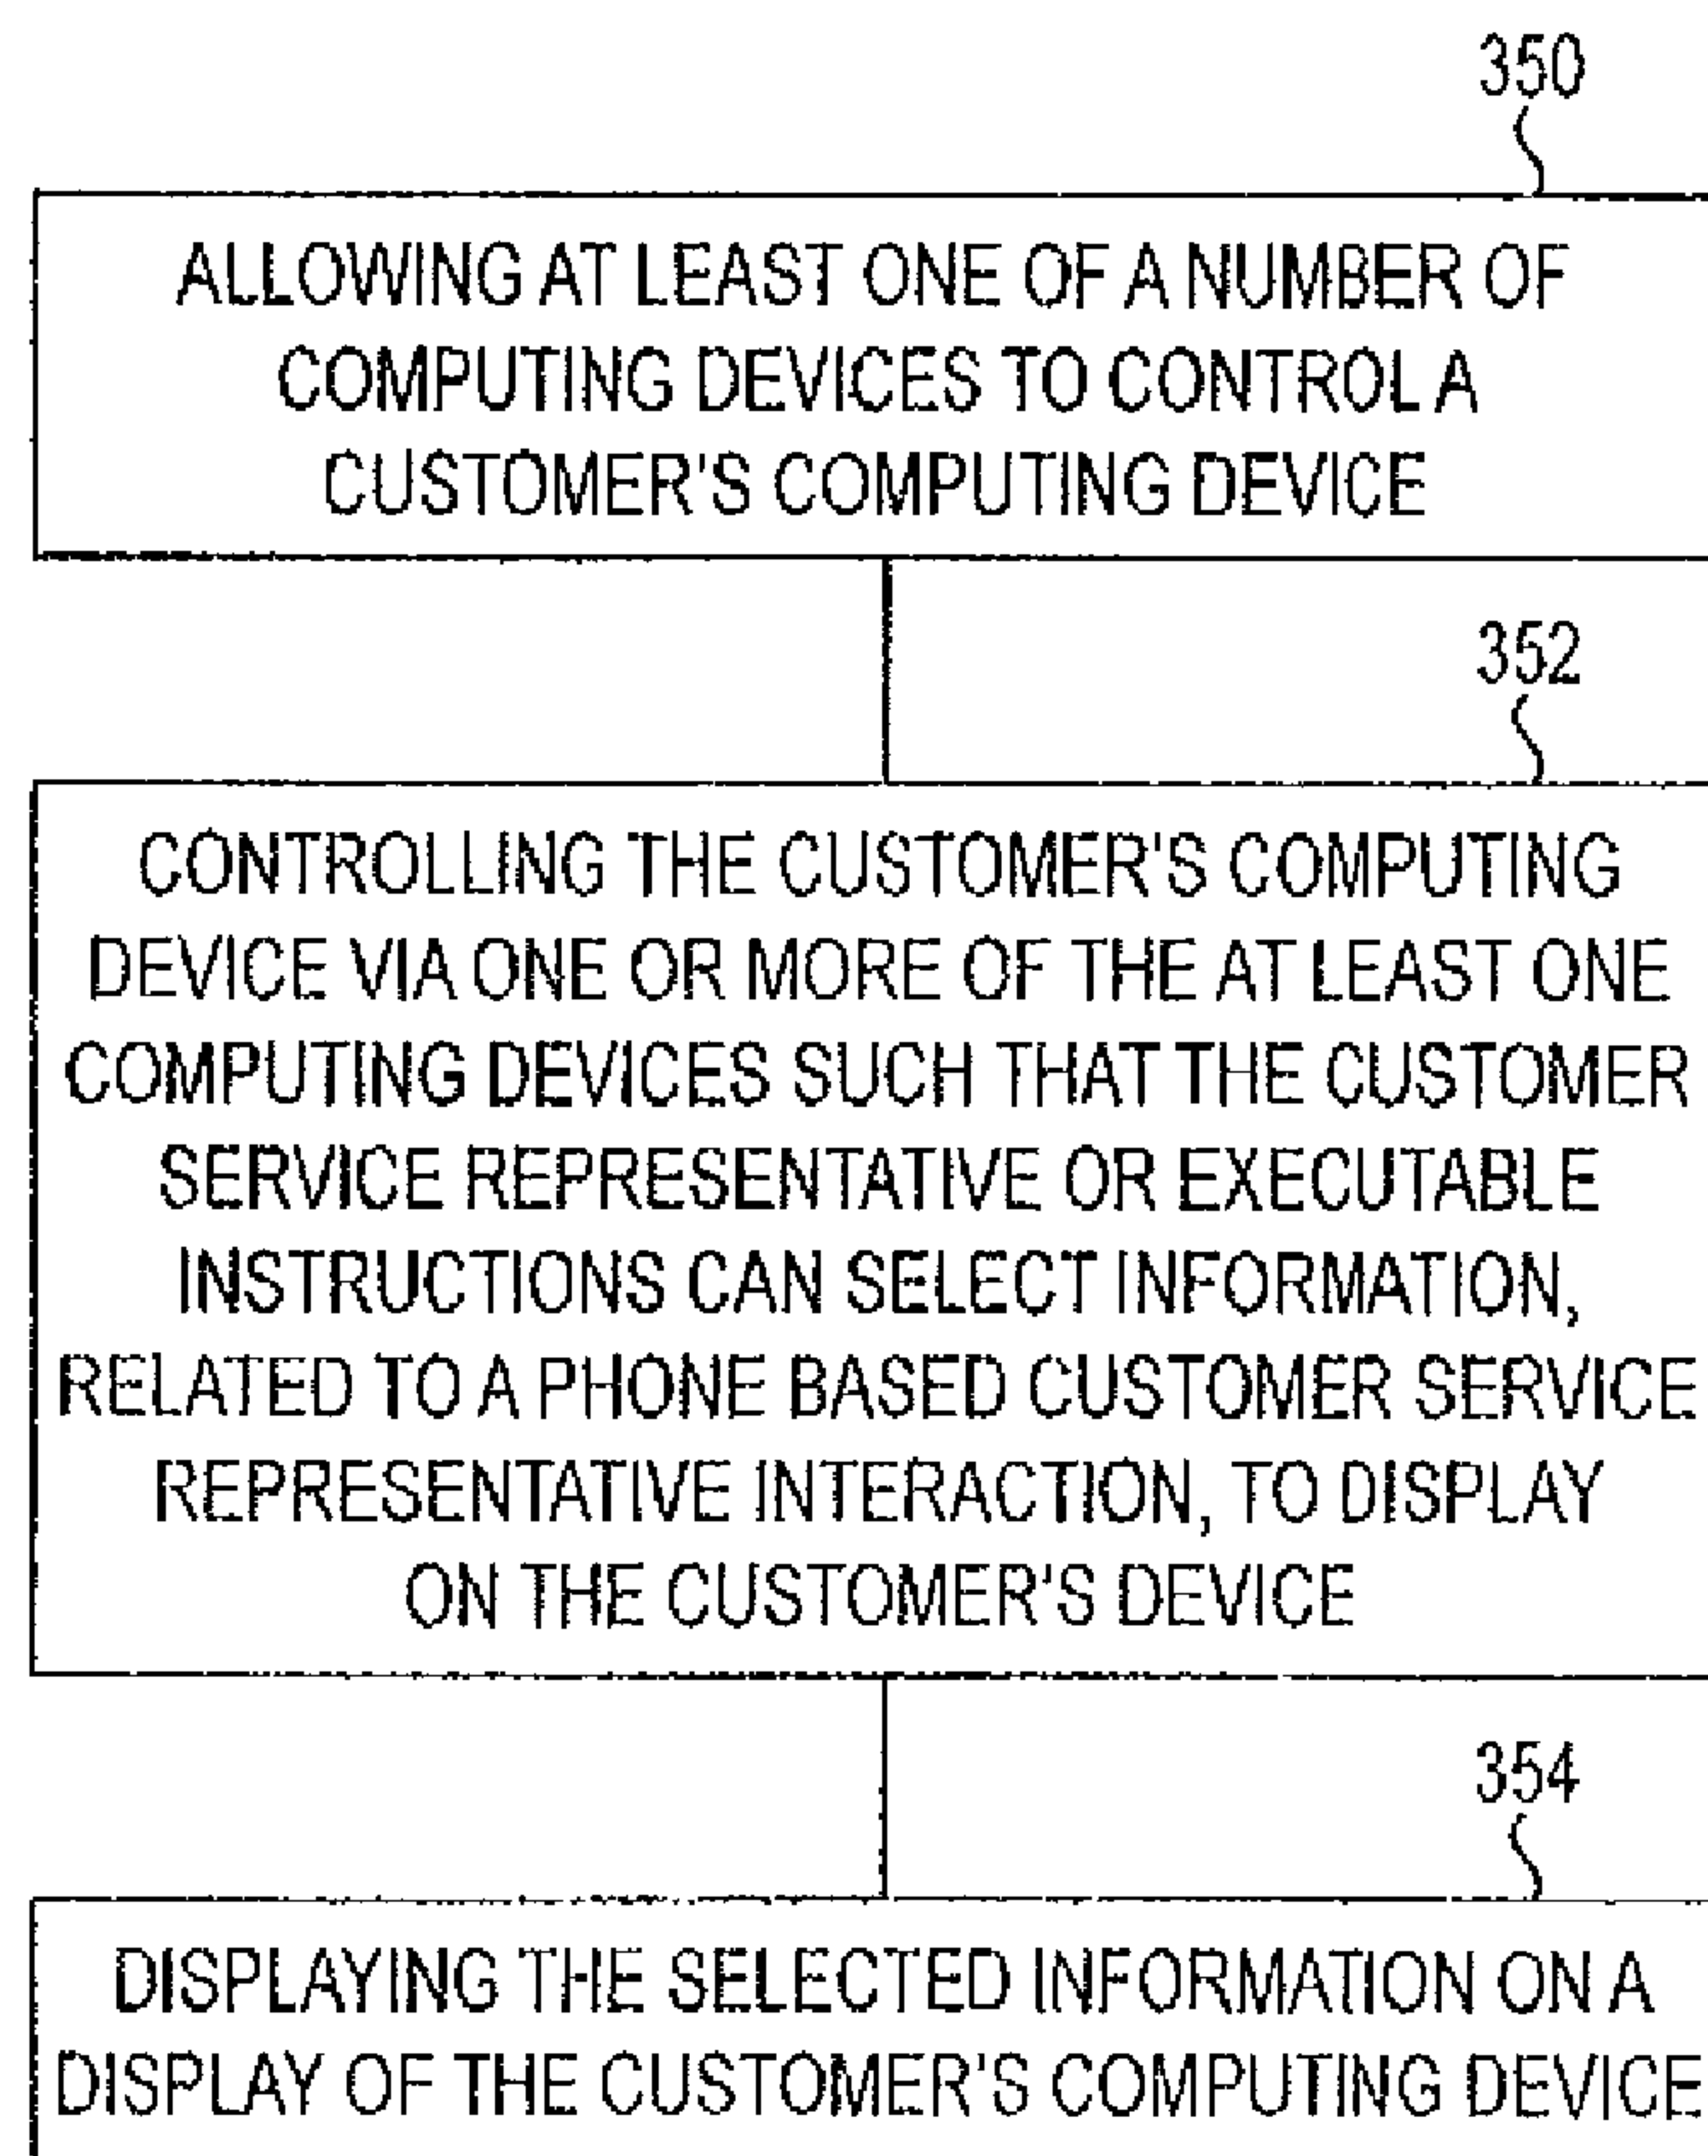 350
ALLOWING AT LEAST ONE OF A NUMBER OF
COMPUTING DEVICES TO CONTROL A
CUSTOMER'S COMPUTING DEVICE
352
CONTROLLING THE CUSTOMER'S COMPUTING
DEVICE VIA ONE OR MORE OF THE AT LEAST ONE
COMPUTING DEVICES SUCH THAT THE CUSTOMER
SERVICE REPRESENTATIVE OR EXECUTABLE
INSTRUCTIONS CAN SELECT INFORMATION,
RELATED TO A PHONE BASED CUSTOMER SERVICE
REPRESENTATIVE INTERACTION, TO DISPLAY
ON THE CUSTOMER'S DEVICE
354
DISPLAYING THE SELECTED INFORMATION ON A
DISPLAY OF THE CUSTOMER'S COMPUTING DEVICE